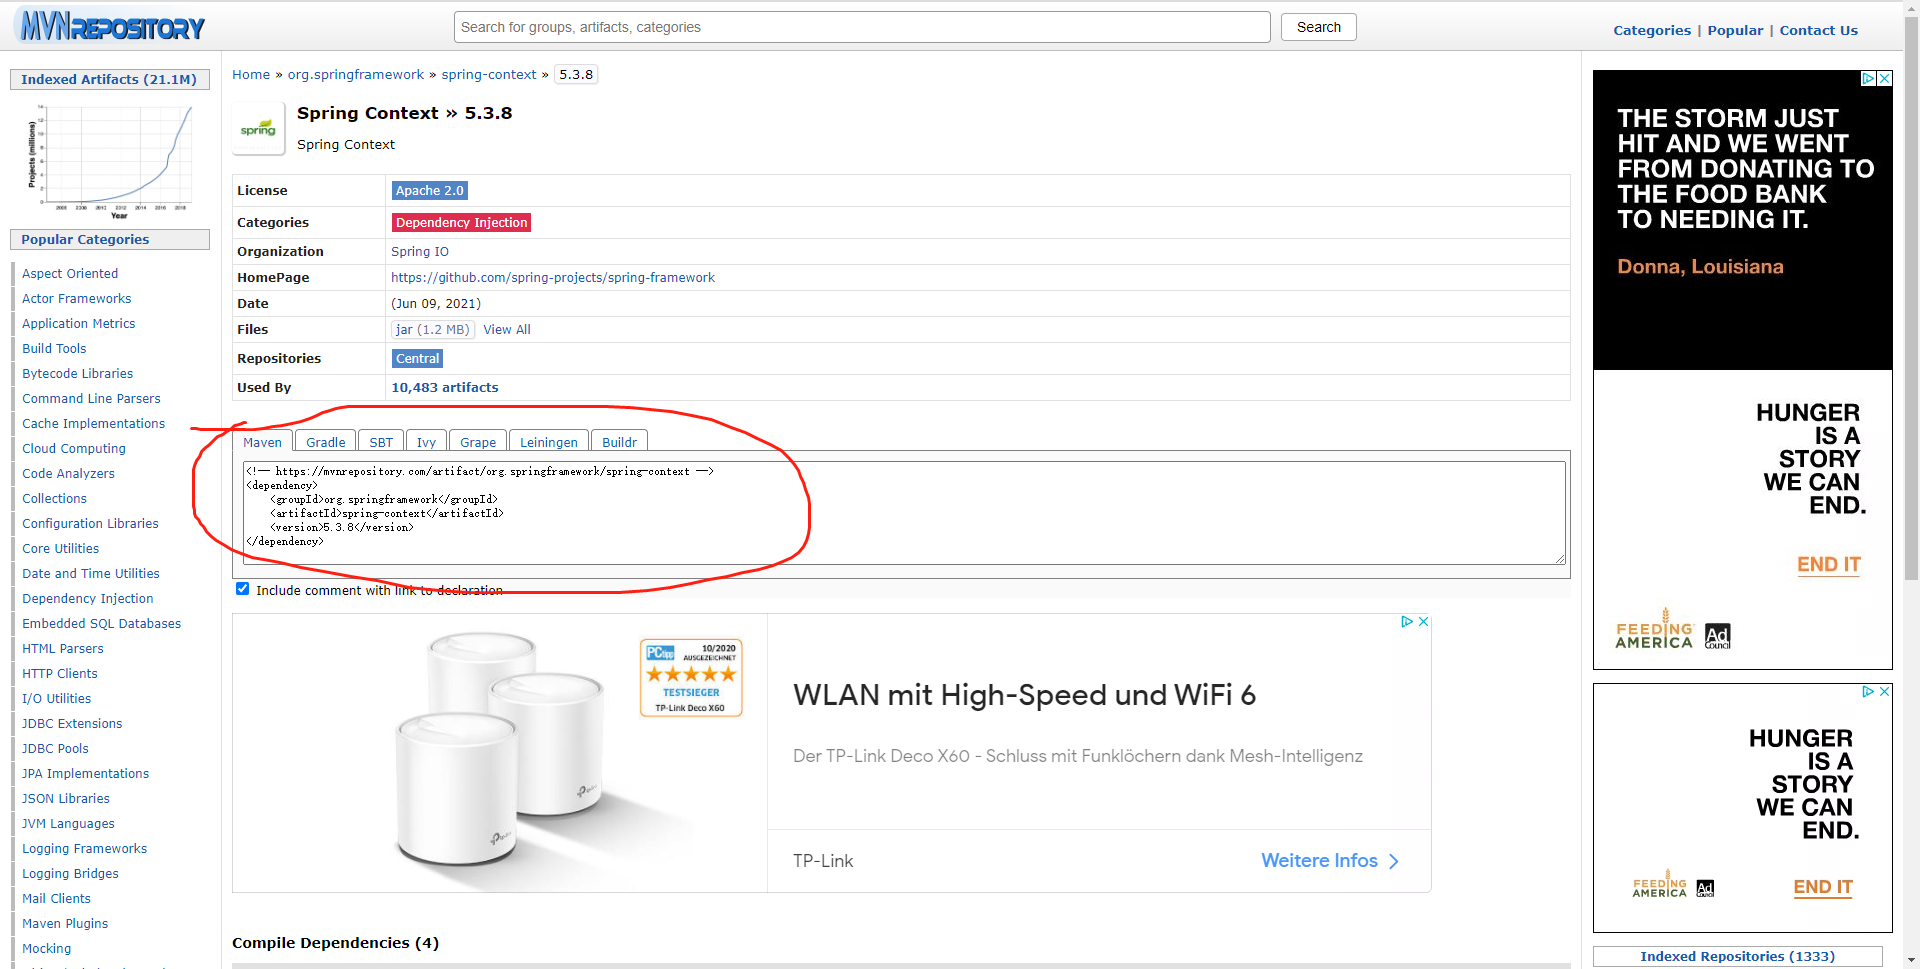 MVNREPOSITORY
Search for groups, artifacts, categories
Search
Categories | Popular | Contact Us
Indexed Artifacts (21.1M)
Projects (millions)
Year
Popular Categories
Aspect Oriented
Actor Frameworks
Application Metrics
Build Tools
Bytecode Libraries
Command Line Parsers
Cache Implementations
Cloud Computing
Code Analyzers
Collections
Configuration Libraries
Core Utilities
Date and Time Utilities
Dependency Injection
Embedded SQL Databases
HTML Parsers
HTTP Clients
I/O Utilities
JDBC Extensions
JDBC Pools
JPA Implementations
JSON Libraries
JVM Languages
Logging Frameworks
Logging Bridges
Mail Clients
Maven Plugins
Mocking
Home » org.springframework » spring-context » 5.3.8
spring
Spring Context » 5.3.8
Spring Context
License Apache 2.0
Categories Dependency Injection
Organization Spring IO
HomePage https://github.com/spring-projects/spring-framework
Date (Jun 09, 2021)
Files jar (1.2 MB) View All
Repositories Central
Used By 10,483 artifacts
Maven Gradle SBT Ivy Grape Leiningen Buildr
<!-- https://mvnrepository.com/artifact/org.springframework/spring-context -->
<dependency>
<groupId>org.springframework</groupId>
<artifactId>spring-context</artifactId>
<version>5.3.8</version>
</dependency>
Include comment with link to declaration
PCtipp 10/2020
AUSGEZEICHNET
TESTSIEGER
TP-Link Deco X60
tp-link
tp-link
WLAN mit High-Speed und WiFi 6
Der TP-Link Deco X60 - Schluss mit Funklöchern dank Mesh-Intelligenz
TP-Link
Weitere Infos
Compile Dependencies (4)
THE STORM JUST
HIT AND WE WENT
FROM DONATING TO
THE FOOD BANK
TO NEEDING IT.
Donna, Louisiana
HUNGER
IS A
STORY
WE CAN
END.
END IT
FEEDING
AMERICA
Ad
Council
HUNGER
IS A
STORY
WE CAN
END.
FEEDING
AMERICA
Ad
Council
END IT
Indexed Repositories (1333)